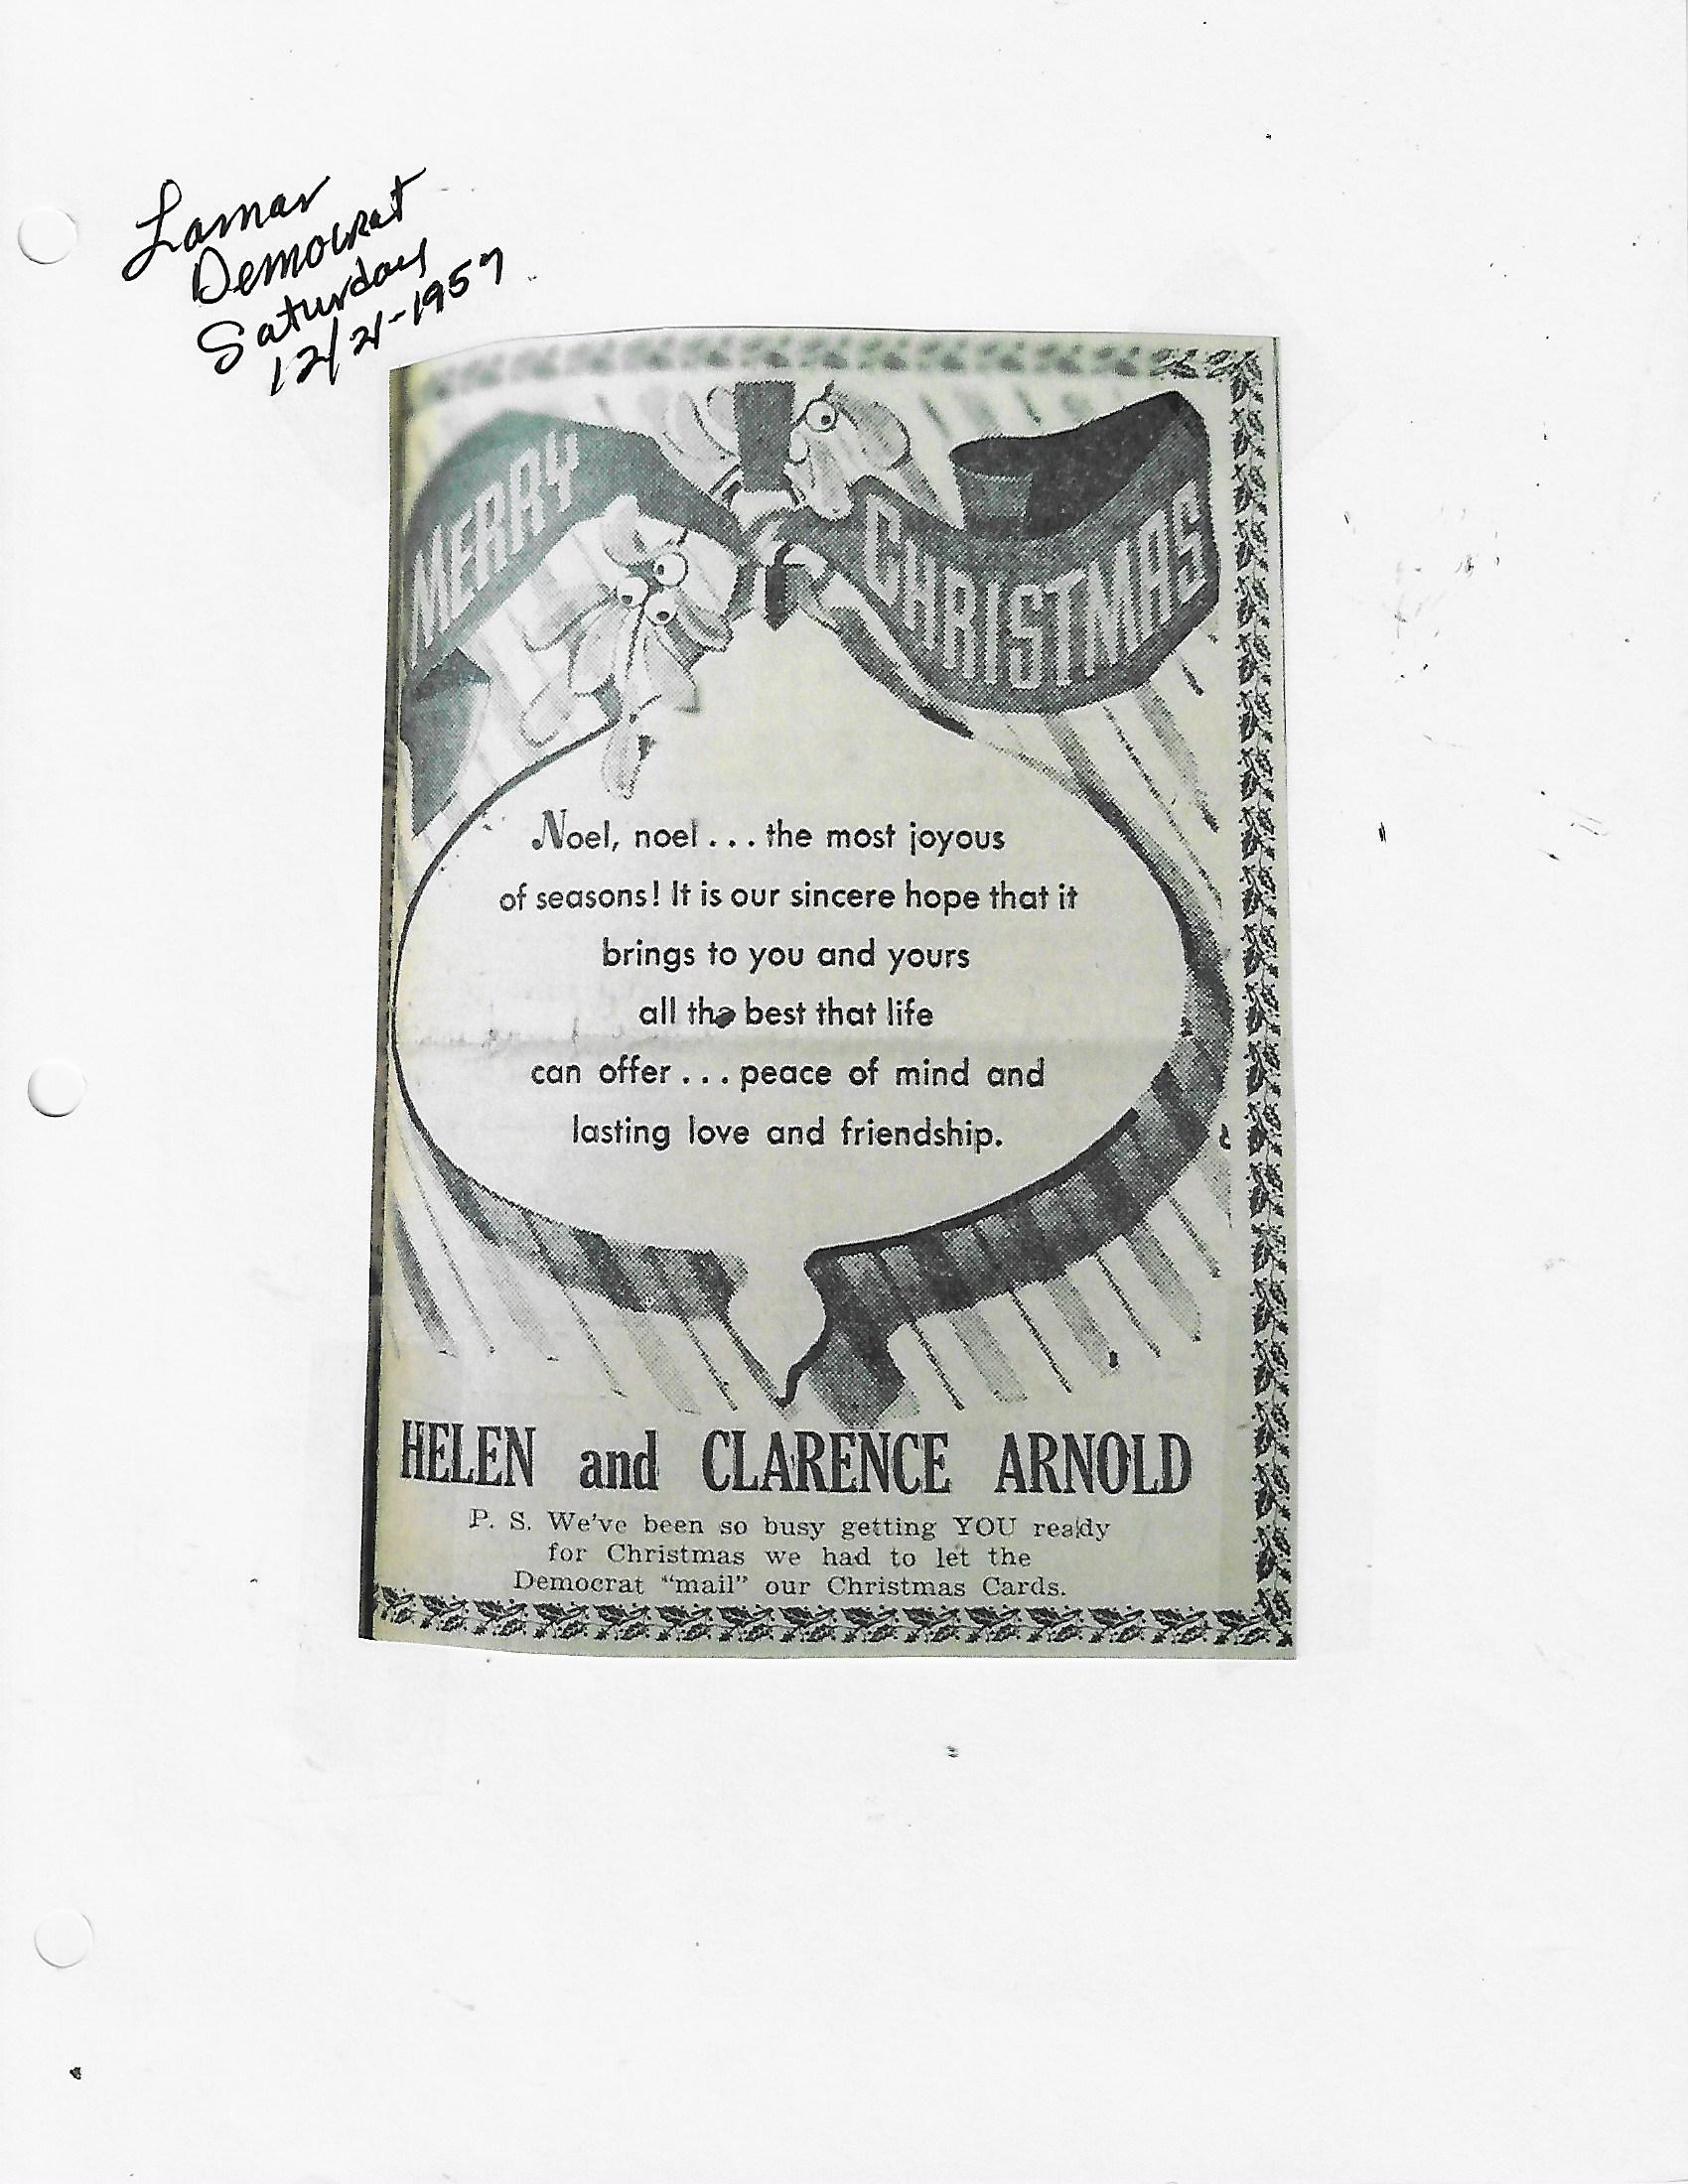 Lamar
Democrat
Saturday
12/21-1957
MERRY
CHRISTMAS
Noel, noel . . . the most joyous
of seasons! It is our sincere hope that it
brings to you and yours
all the best that life
can offer . . . peace of mind and
lasting love and friendship.
HELEN and CLARENCE ARNOLD
P. S. We've been so busy getting YOU ready
for Christmas we had to let the
Democrat "mail" our Christmas Cards.